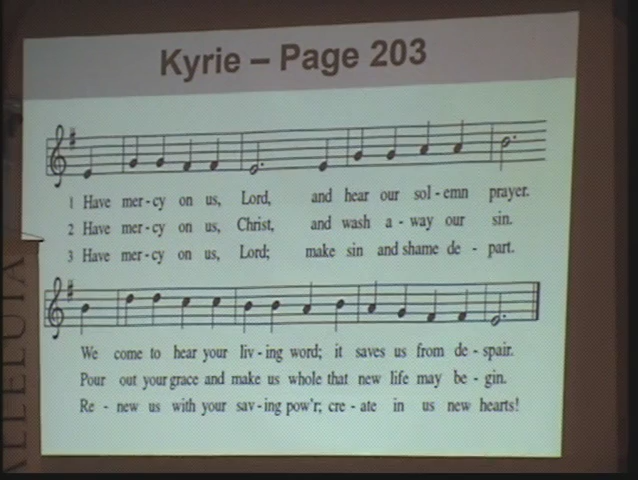 Kyrie – Page 203
1 Have mer - cy on us, Lord, and hear our sol - emn prayer.
2 Have mer - cy on us, Christ, and wash a - way our sin.
3 Have mer - cy on us, Lord; make sin and shame de - part.
We come to hear your liv - ing word; it saves us from de - spair.
Pour out your grace and make us whole that new life may be - gin.
Re - new us with your sav - ing pow'r; cre - ate in us new hearts!
ALLELUIA